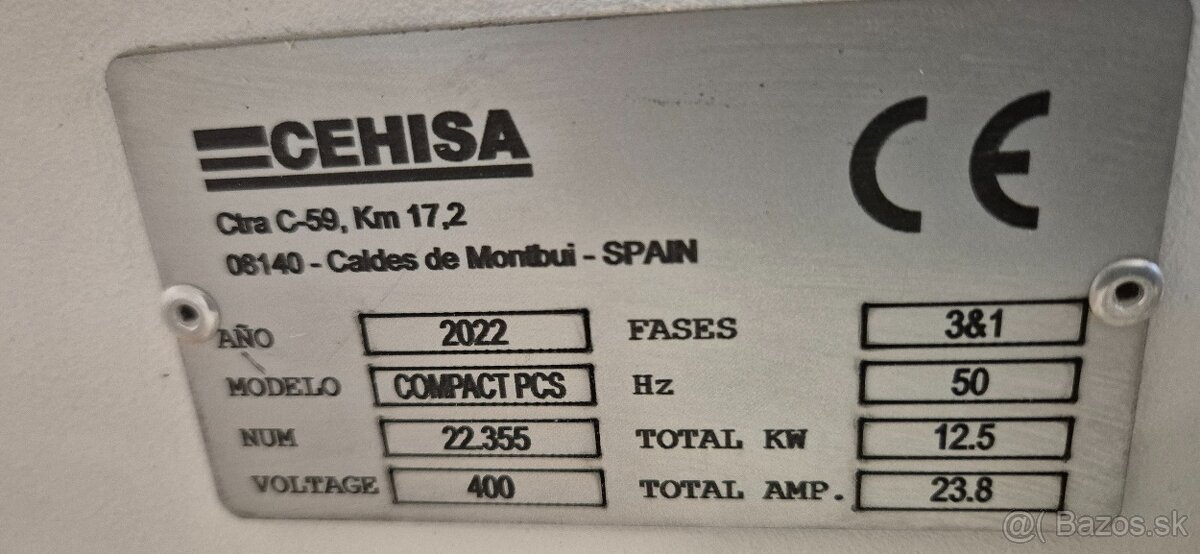 CEHISA
CE
Ctra C-59, Km 17,2
08140 - Caldes de Montbui - SPAIN
AÑO 2022 FASES 3&1
MODELO COMPACT PCS Hz 50
NUM 22.355 TOTAL KW 12.5
VOLTAGE 400 TOTAL AMP. 23.8
@( Bazos.sk